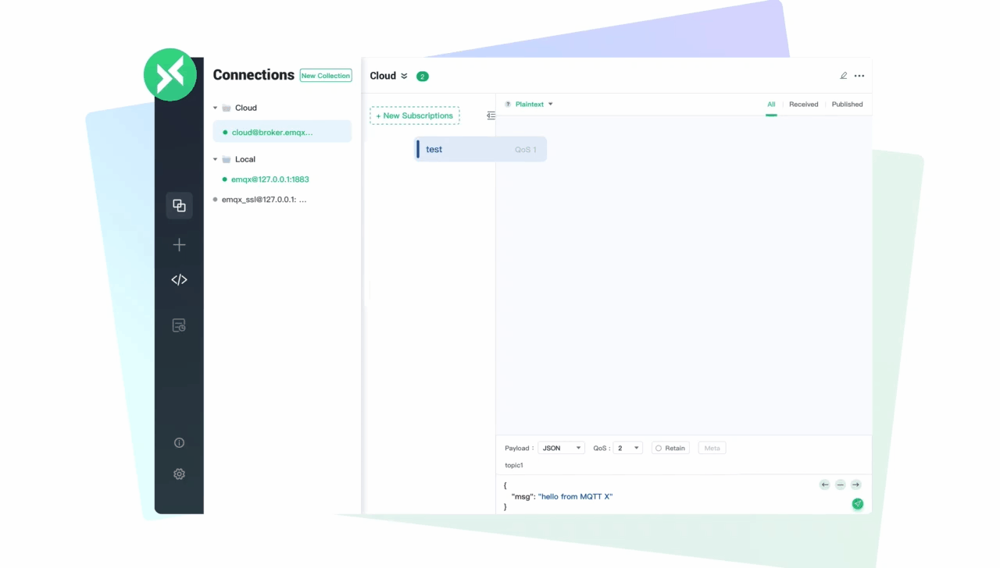 Connections
New Collection
Cloud
cloud@broker.emqx...
Local
emqx@127.0.0.1:1883
emqx_ssl@127.0.0.1: ...
Cloud
2
+ New Subscriptions
test
QoS 1
Plaintext
All
Received
Published
Payload :
JSON
QoS :
2
Retain
Meta
topic1
{
"msg": "hello from MQTT X"
}